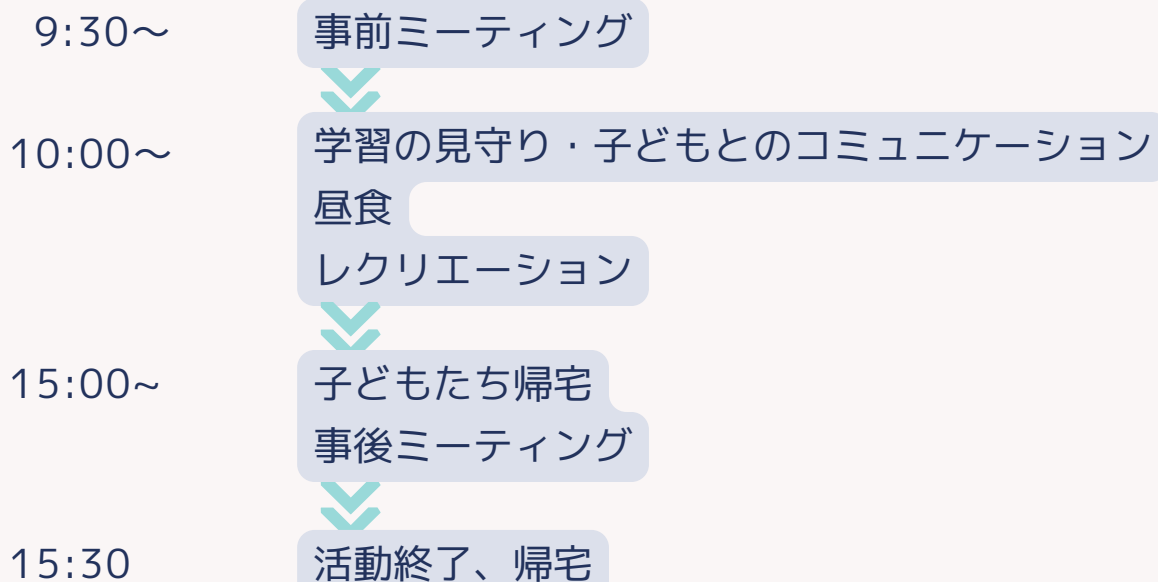 9:30〜 事前ミーティング
10:00〜 学習の見守り・子どもとのコミュニケーション
昼食
レクリエーション
15:00~ 子どもたち帰宅
事後ミーティング
15:30 活動終了、帰宅